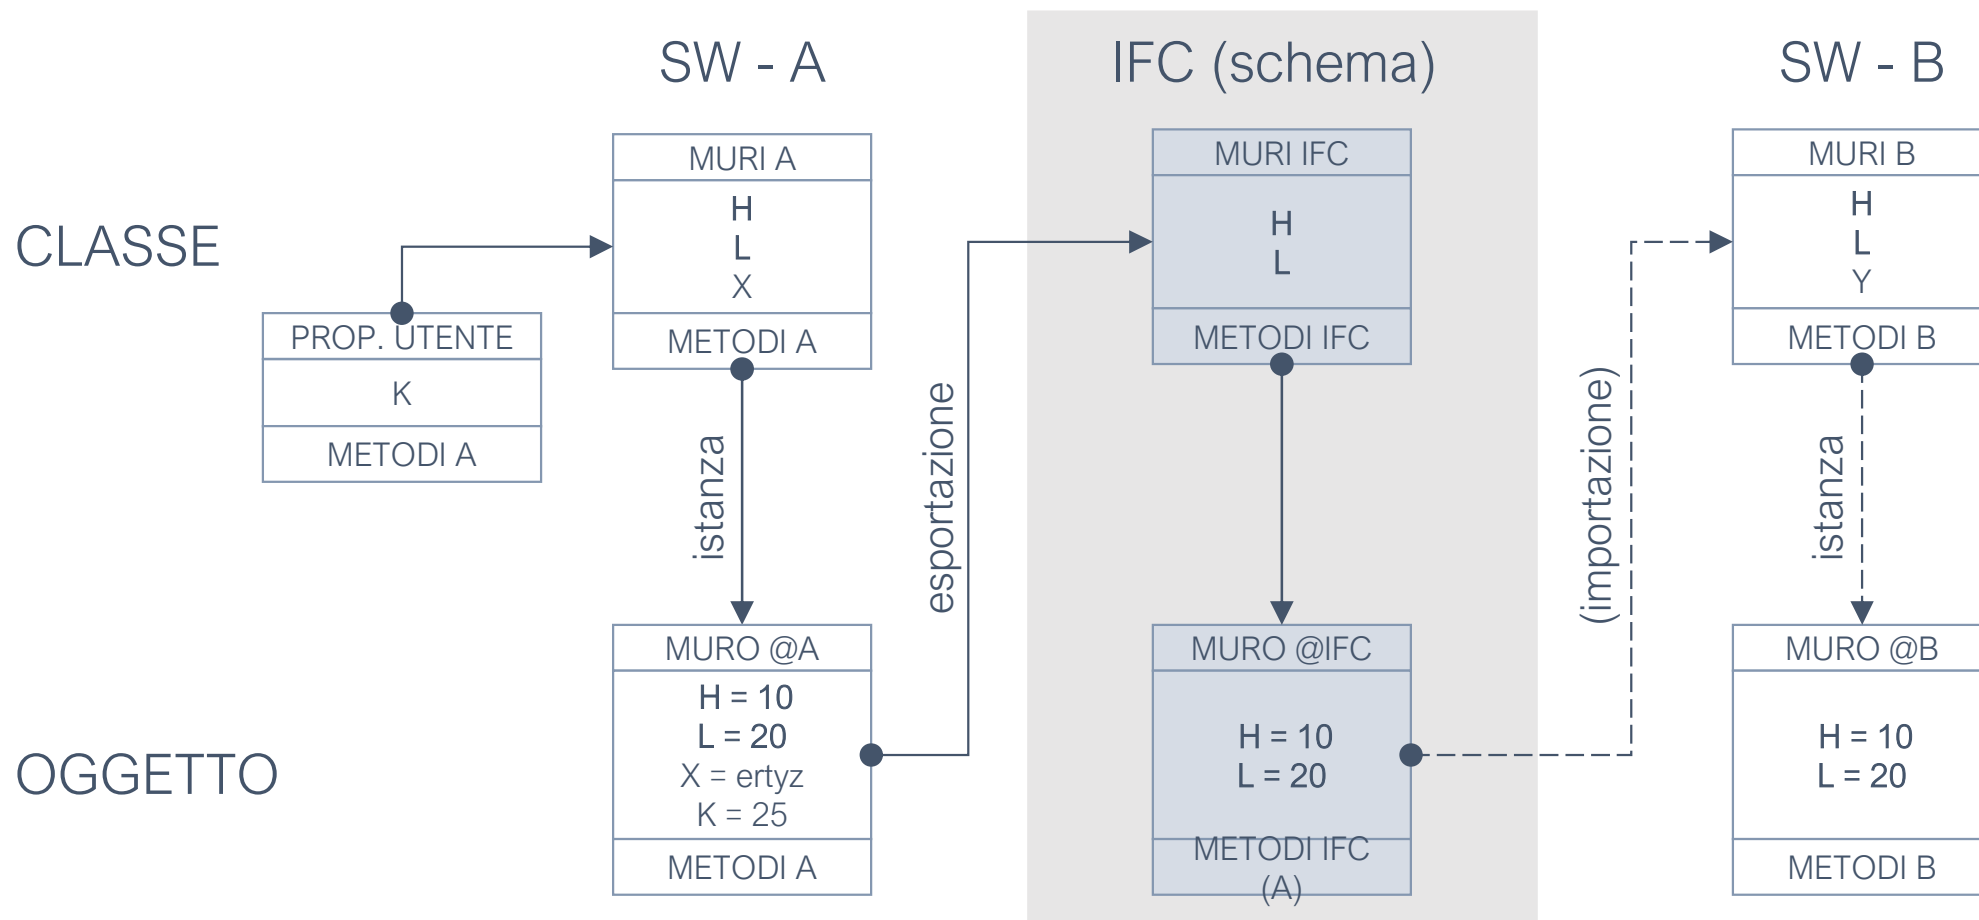 SW - A
IFC (schema)
SW - B
CLASSE
PROP. UTENTE
K
METODI A
MURI A
H
L
X
METODI A
istanza
esportazione
MURI IFC
H
L
METODI IFC
(importazione)
MURI B
H
L
Y
METODI B
istanza
OGGETTO
MURO @A
H = 10
L = 20
X = ertyz
K = 25
METODI A
MURO @IFC
H = 10
L = 20
METODI IFC
(A)
MURO @B
H = 10
L = 20
METODI B